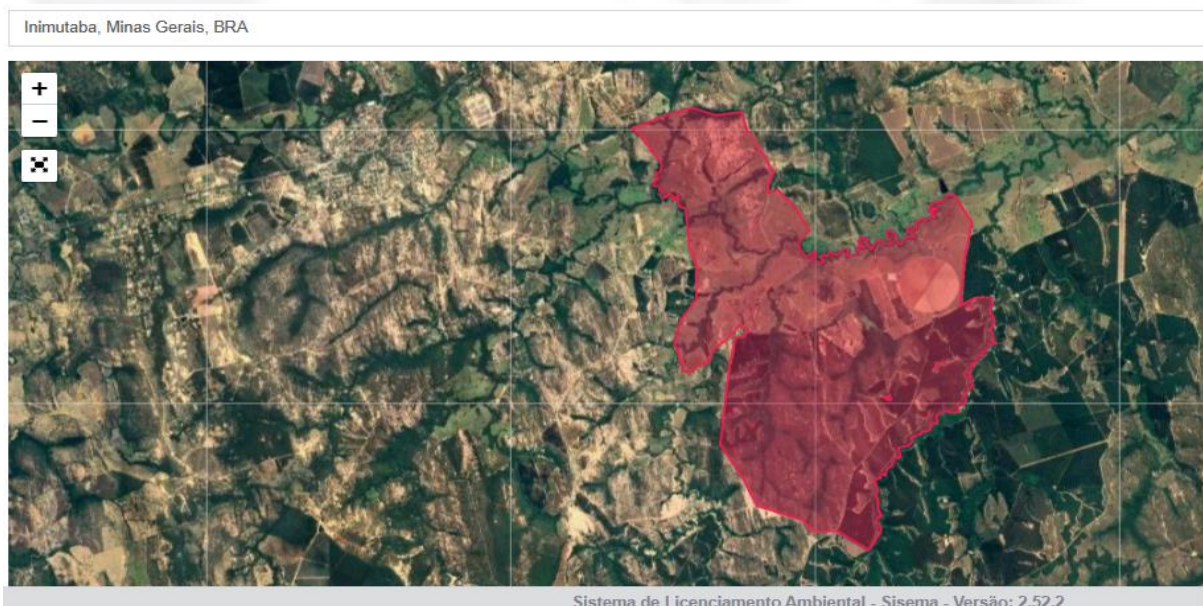 Inimutaba, Minas Gerais, BRA
+
−
Sistema de Licenciamento Ambiental - Sisema - Versão: 2.52.2